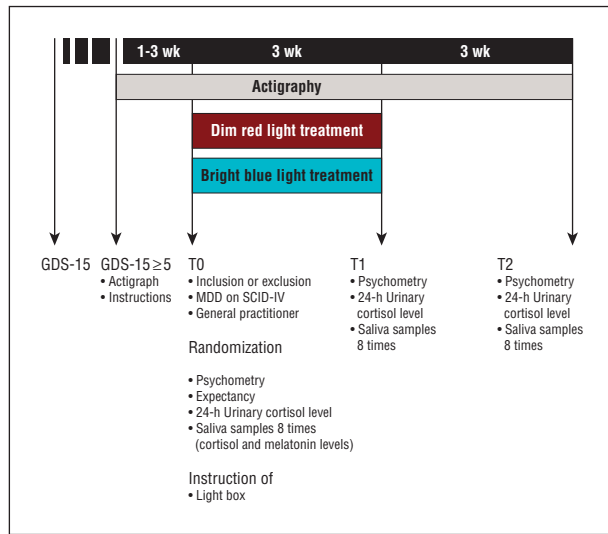 1-3 wk 3 wk 3 wk
Actigraphy
Dim red light treatment
Bright blue light treatment
GDS-15
GDS-15≥5
• Actigraph
• Instructions
T0
• Inclusion or exclusion
• MDD on SCID-IV
• General practitioner
Randomization
• Psychometry
• Expectancy
• 24-h Urinary cortisol level
• Saliva samples 8 times
(cortisol and melatonin levels)
Instruction of
• Light box
T1
• Psychometry
• 24-h Urinary
cortisol level
• Saliva samples
8 times
T2
• Psychometry
• 24-h Urinary
cortisol level
• Saliva samples
8 times